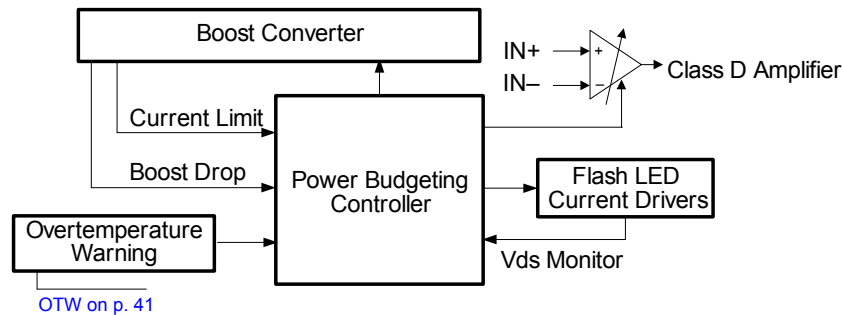 Boost Converter
IN+
+
IN–
–
Class D Amplifier
Current Limit
Boost Drop
Power Budgeting
Controller
Flash LED
Current Drivers
Overtemperature
Warning
Vds Monitor
OTW on p. 41